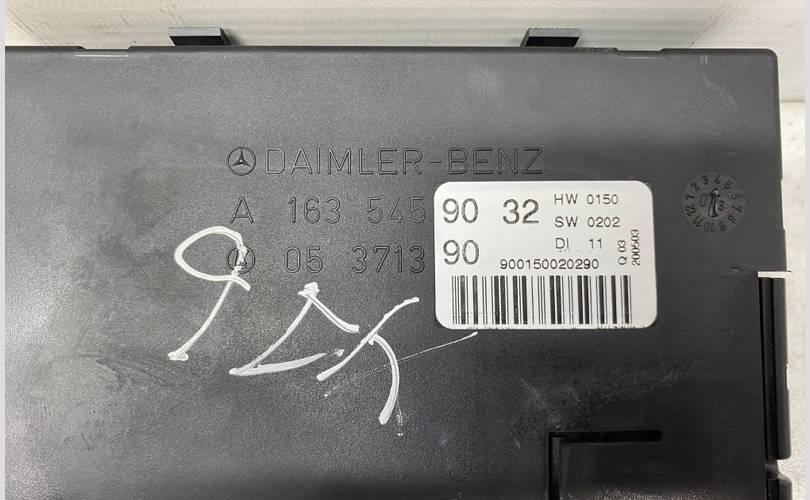 DAIMLER-BENZ
A 163 545 90 32
05 3713 90
HW 0150
SW 0202
DI 11
900150020290
Q 03
200503